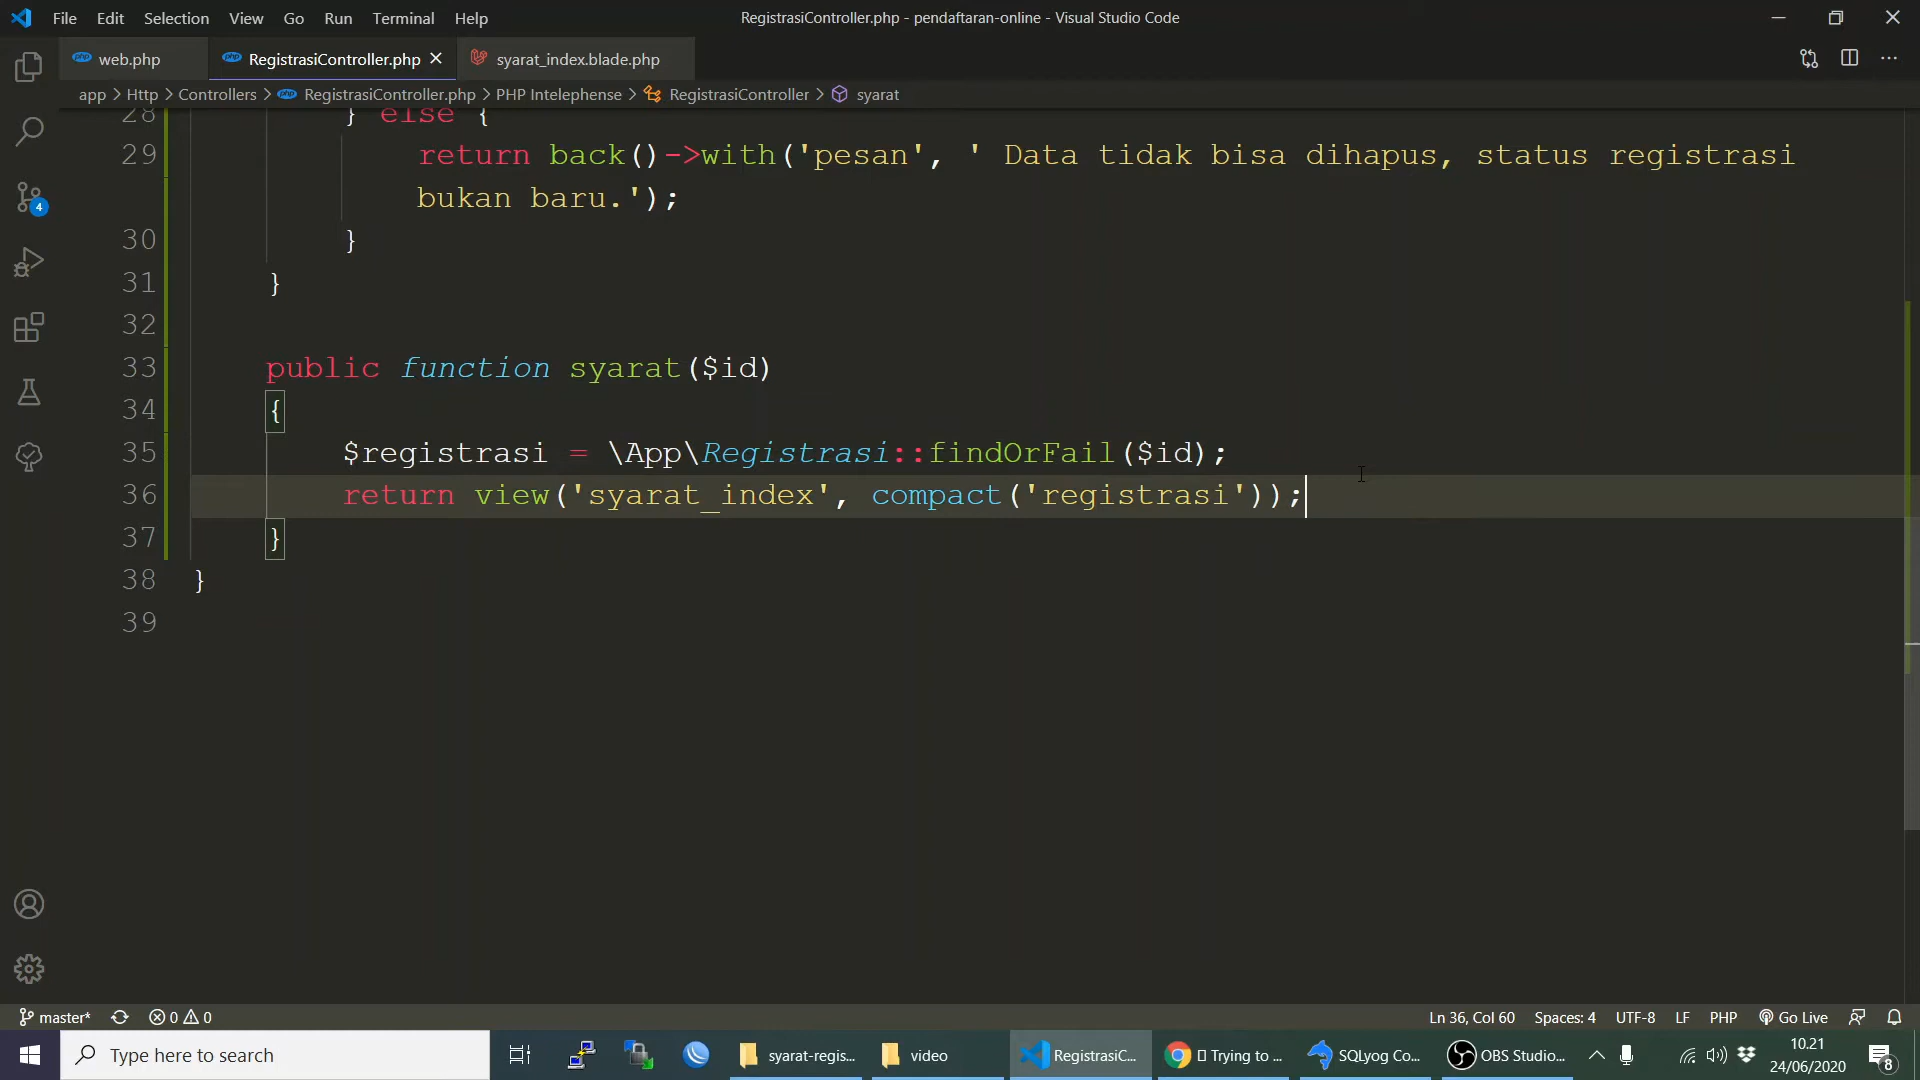 File Edit Selection View Go Run Terminal Help
RegistrasiController.php - pendaftaran-online - Visual Studio Code
web.php RegistrasiController.php syarat_index.blade.php
app > Http > Controllers > RegistrasiController.php > PHP Intelephense > RegistrasiController > syarat
28 } else {
29 return back()->with('pesan', ' Data tidak bisa dihapus, status registrasi
bukan baru.');
30 }
31 }
32
33 public function syarat($id)
34 {
35 $registrasi = \App\Registrasi::findOrFail($id);
36 return view('syarat_index', compact('registrasi'));
37 }
38 }
39
4
master* 0 0 Ln 36, Col 60 Spaces: 4 UTF-8 LF PHP Go Live
Type here to search syarat-regis... video RegistrasiC... Trying to ... SQLyog Co... OBS Studio... 10.21
24/06/2020 8